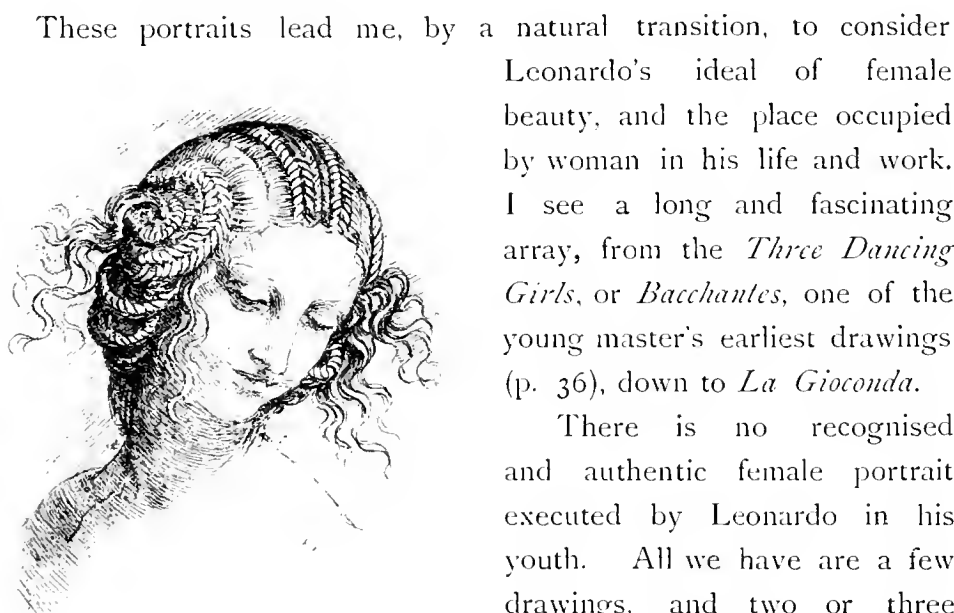 These portraits lead me, by a natural transition, to consider
Leonardo's ideal of female
beauty, and the place occupied
by woman in his life and work.
I see a long and fascinating
array, from the Three Dancing
Girls, or Bacchantes, one of the
young master's earliest drawings
(p. 36), down to La Gioconda.
There is no recognised
and authentic female portrait
executed by Leonardo in his
youth. All we have are a few
drawings, and two or three